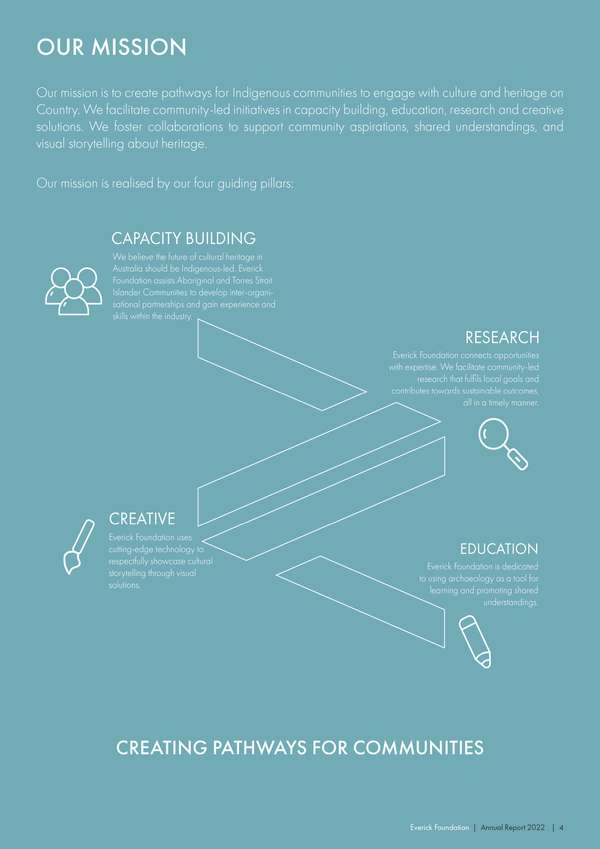 OUR MISSION
Our mission is to create pathways for Indigenous communities to engage with culture and heritage on
Country. We facilitate community-led initiatives in capacity building, education, research and creative
solutions. We foster collaborations to support community aspirations, shared understandings, and
visual storytelling about heritage.
Our mission is realised by our four guiding pillars:
CAPACITY BUILDING
We believe the future of cultural heritage in
Australia should be Indigenous-led. Everick
Foundation assists Aboriginal and Torres Strait
Islander Communities to develop inter-organi-
sational partnerships and gain experience and
skills within the industry.
RESEARCH
Everick Foundation connects opportunities
with expertise. We facilitate community-led
research that fulfils local goals and
contributes towards sustainable outcomes,
all in a timely manner.
CREATIVE
Everick Foundation uses
cutting-edge technology to
respectfully showcase cultural
storytelling through visual
solutions.
EDUCATION
Everick Foundation is dedicated
to using archaeology as a tool for
learning and promoting shared
understandings.
CREATING PATHWAYS FOR COMMUNITIES
Everick Foundation | Annual Report 2022 | 4